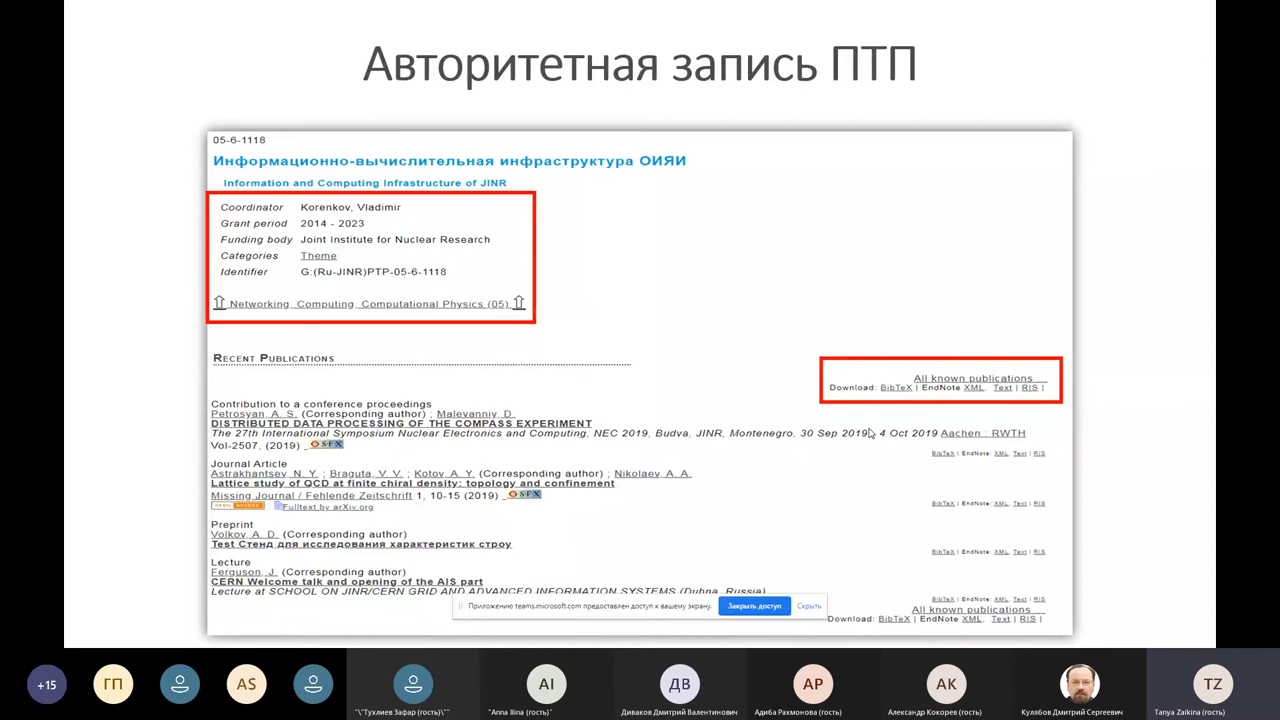 Авторитетная запись ПТП
05-6-1118
Информационно-вычислительная инфраструктура ОИЯИ
Information and Computing Infrastructure of JINR
Coordinator Korenkov, Vladimir
Grant period 2014 - 2023
Funding body Joint Institute for Nuclear Research
Categories Theme
Identifier G:(Ru-JINR)PTP-05-6-1118
⇧ Networking, Computing, Computational Physics (05) ⇧
Recent Publications
All known publications ...
Download: BibTeX | EndNote XML, Text | RIS |
Contribution to a conference proceedings
Petrosyan, A. S. (Corresponding author) ; Malevanniy, D.
DISTRIBUTED DATA PROCESSING OF THE COMPASS EXPERIMENT
The 27th International Symposium Nuclear Electronics and Computing, NEC 2019, Budva, JINR, Montenegro, 30 Sep 2019 - 4 Oct 2019 Aachen : RWTH
Vol-2507, (2019) S·F·X
BibTeX | EndNote: XML, Text | RIS
Journal Article
Astrakhantsev, N. Y. ; Braguta, V. V. ; Kotov, A. Y. (Corresponding author) ; Nikolaev, A. A.
Lattice study of QCD at finite chiral density: topology and confinement
Missing Journal / Fehlende Zeitschrift 1, 10-15 (2019) S·F·X
OPEN ACCESS Fulltext by arXiv.org
BibTeX | EndNote: XML, Text | RIS
Preprint
Volkov, A. D. (Corresponding author)
Test Стенд для исследования характеристик строу
BibTeX | EndNote: XML, Text | RIS
Lecture
Ferguson, J. (Corresponding author)
CERN Welcome talk and opening of the AIS part
Lecture at SCHOOL ON JINR/CERN GRID AND ADVANCED INFORMATION SYSTEMS (Dubna, Russia)
BibTeX | EndNote: XML, Text | RIS
Приложению teams.microsoft.com предоставлен доступ к вашему экрану. Закрыть доступ Скрыть
All known publications ...
Download: BibTeX | EndNote XML, Text | RIS |
+15 ГП AS AI ДВ АР АК TZ
"\"Тухлиев Зафар (гость)\"" "Anna Ilina (гость)" Диваков Дмитрий Валентинович Адиба Рахмонова (гость) Александр Кокорев (гость) Кулябов Дмитрий Сергеевич Tanya Zaikina (гость)